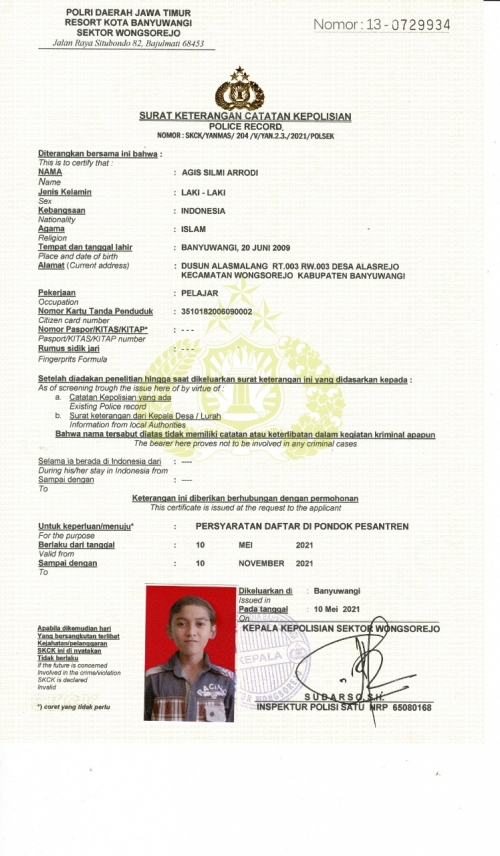 POLRI DAERAH JAWA TIMUR
RESORT KOTA BANYUWANGI
SEKTOR WONGSOREJO
Jalan Raya Situbondo 82, Bajulmati 68453
Nomor : 13 - 0729934
SURAT KETERANGAN CATATAN KEPOLISIAN
POLICE RECORD
NOMOR : SKCK/YANMAS/ 204 /V/YAN.2.3./2021/POLSEK
Diterangkan bersama ini bahwa :
This is to certify that :
NAMA : AGIS SILMI ARRODI
Name
Jenis Kelamin : LAKI - LAKI
Sex
Kebangsaan : INDONESIA
Nationality
Agama : ISLAM
Religion
Tempat dan tanggal lahir : BANYUWANGI, 20 JUNI 2009
Place and date of birth
Alamat (Current address) : DUSUN ALASMALANG RT.003 RW.003 DESA ALASREJO
KECAMATAN WONGSOREJO KABUPATEN BANYUWANGI
Pekerjaan : PELAJAR
Occupation
Nomor Kartu Tanda Penduduk : 3510182006090002
Citizen card number
Nomor Paspor/KITAS/KITAP* : - - -
Pasport/KITAS/KITAP number
Rumus sidik jari : - - -
Fingerprits Formula
Setelah diadakan penelitian hingga saat dikeluarkan surat keterangan ini yang didasarkan kepada :
As of screening trough the issue here of by virtue of :
a. Catatan Kepolisian yang ada
Existing Police record
b. Surat keterangan dari Kepala Desa / Lurah
Information from local Authorities
Bahwa nama tersebut diatas tidak memiliki catatan atau keterlibatan dalam kegiatan kriminal apapun
The bearer here proves not to be involved in any criminal cases
Selama ia berada di Indonesia dari : ----
During his/her stay in Indonesia from
Sampai dengan : ----
To
Keterangan ini diberikan berhubungan dengan permohonan
This certificate is issued at the request to the applicant
Untuk keperluan/menuju* : PERSYARATAN DAFTAR DI PONDOK PESANTREN
For the purpose
Berlaku dari tanggal : 10 MEI 2021
Valid from
Sampai dengan : 10 NOVEMBER 2021
To
Dikeluarkan di : Banyuwangi
Issued in
Pada tanggal : 10 Mei 2021
On
KEPALA KEPOLISIAN SEKTOR WONGSOREJO
Apabila dikemudian hari
Yang bersangkutan terlibat
Kejahatan/pelanggaran
SKCK ini di nyatakan
Tidak berlaku
If the future is concerned
Involved in the crime/violation
SKCK is declared
Invalid
KEPALA
SUDARSO,S.H.
*) coret yang tidak perlu
INSPEKTUR POLISI SATU NRP 65080168